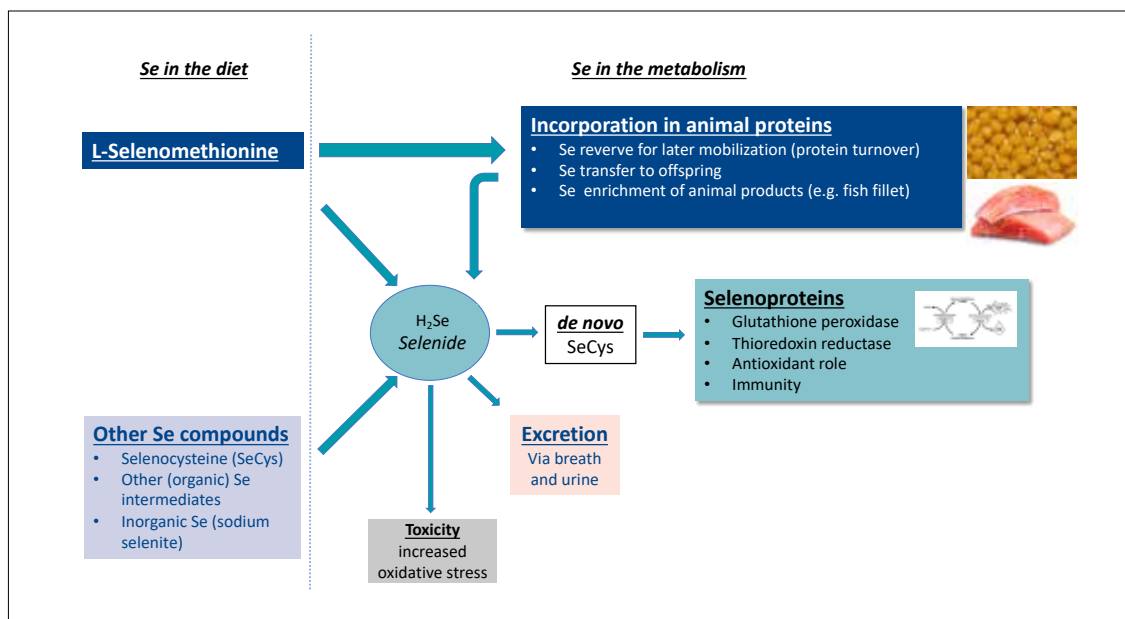 Se in the diet
Se in the metabolism
L-Selenomethionine
Incorporation in animal proteins
• Se reverve for later mobilization (protein turnover)
• Se transfer to offspring
• Se enrichment of animal products (e.g. fish fillet)
H₂Se
Selenide
de novo
SeCys
Selenoproteins
• Glutathione peroxidase
• Thioredoxin reductase
• Antioxidant role
• Immunity
Other Se compounds
• Selenocysteine (SeCys)
• Other (organic) Se
intermediates
• Inorganic Se (sodium
selenite)
Excretion
Via breath
and urine
Toxicity
increased
oxidative stress